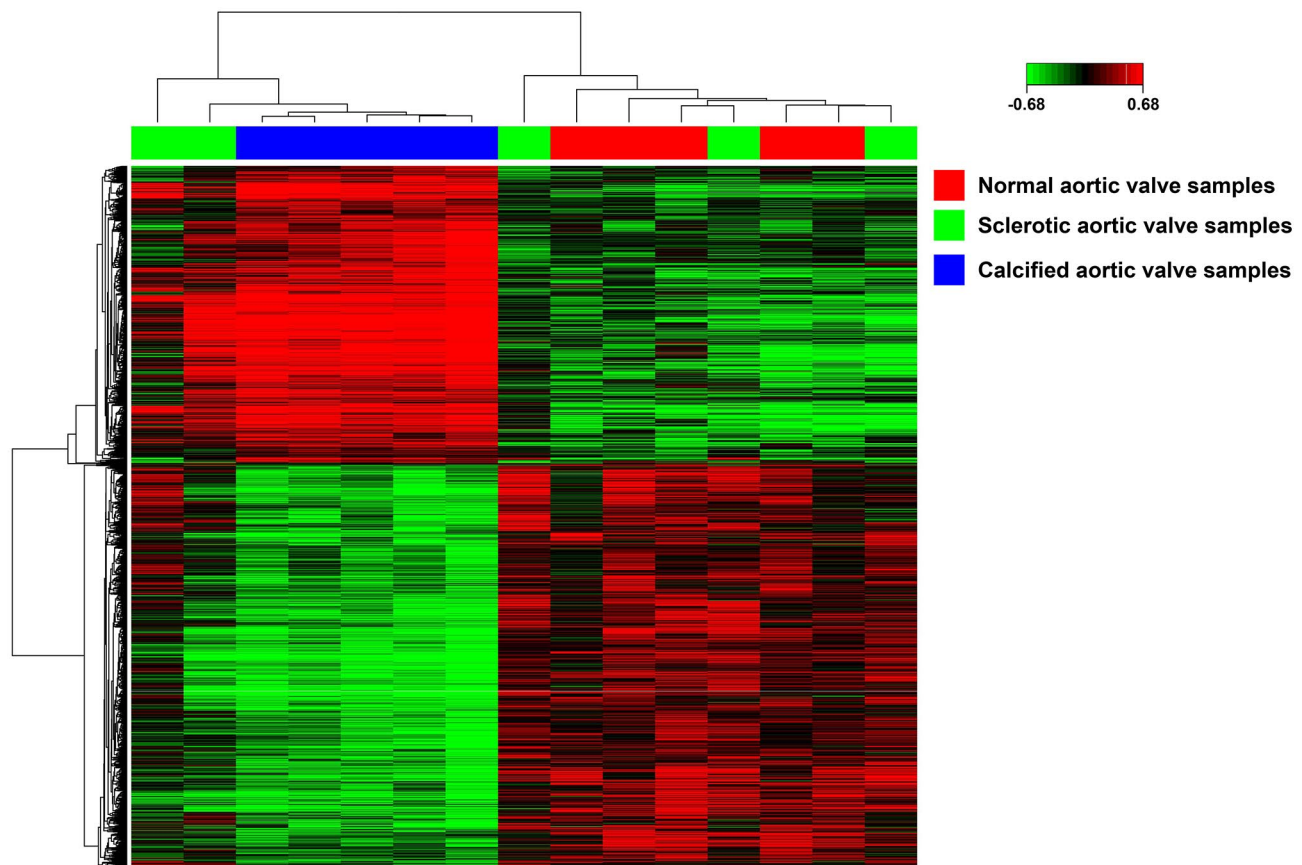 -0.68 0.68
Normal aortic valve samples
Sclerotic aortic valve samples
Calcified aortic valve samples